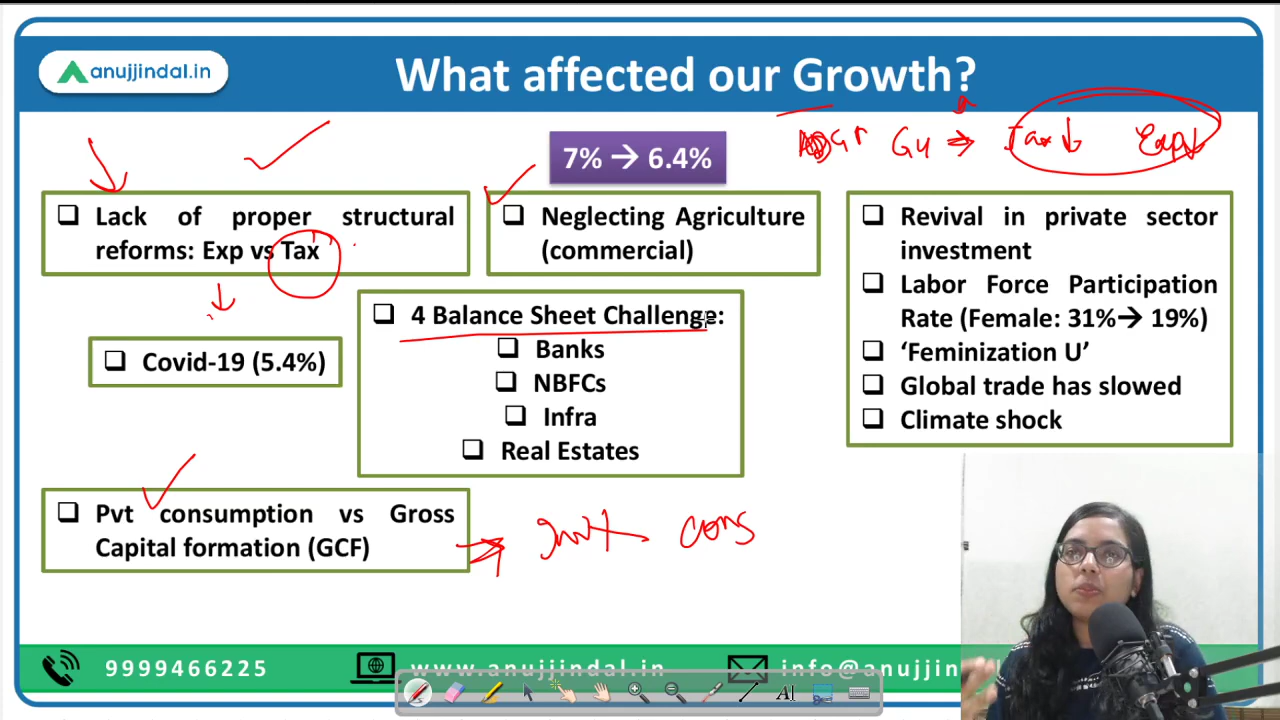 anujjindal.in
What affected our Growth?
7% → 6.4%
Tax↓ Exp↓
❑ Lack of proper structural
reforms: Exp vs Tax
❑ Neglecting Agriculture
(commercial)
❑ Revival in private sector
investment
❑ Labor Force Participation
Rate (Female: 31%→ 19%)
❑ ‘Feminization U’
❑ Global trade has slowed
❑ Climate shock
❑ 4 Balance Sheet Challenge:
❑ Banks
❑ NBFCs
❑ Infra
❑ Real Estates
❑ Covid-19 (5.4%)
❑ Pvt consumption vs Gross
Capital formation (GCF)
cons
9999466225
www.anujjindal.in
info@anujjin